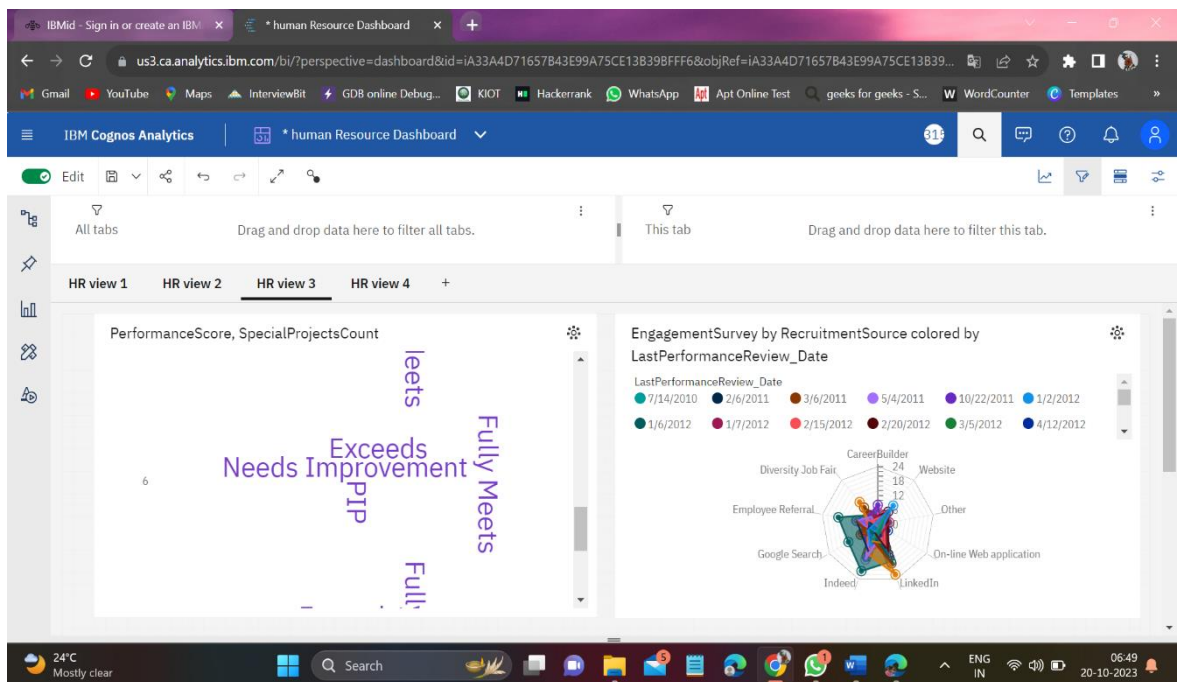 IBMid - Sign in or create an IBM
* human Resource Dashboard
us3.ca.analytics.ibm.com/bi/?perspective=dashboard&id=iA33A4D71657B43E99A75CE13B39BFFF6&objRef=iA33A4D71657B43E99A75CE13B39...
Gmail YouTube Maps InterviewBit GDB online Debug... KIOT Hackerrank WhatsApp Apt Online Test geeks for geeks - S... WordCounter Templates »
IBM Cognos Analytics * human Resource Dashboard
Edit
All tabs Drag and drop data here to filter all tabs. This tab Drag and drop data here to filter this tab.
HR view 1 HR view 2 HR view 3 HR view 4 +
PerformanceScore, SpecialProjectsCount
6
Exceeds
Needs Improvement
PIP
Fully Meets
Full
EngagementSurvey by RecruitmentSource colored by
LastPerformanceReview_Date
LastPerformanceReview_Date
7/14/2010 2/6/2011 3/6/2011 5/4/2011 10/22/2011 1/2/2012
1/6/2012 1/7/2012 2/15/2012 2/20/2012 3/5/2012 4/12/2012
CareerBuilder
Diversity Job Fair 24 Website
18
12
Employee Referral Other
Google Search On-line Web application
Indeed LinkedIn
24°C
Mostly clear
Search
ENG
IN
06:49
20-10-2023